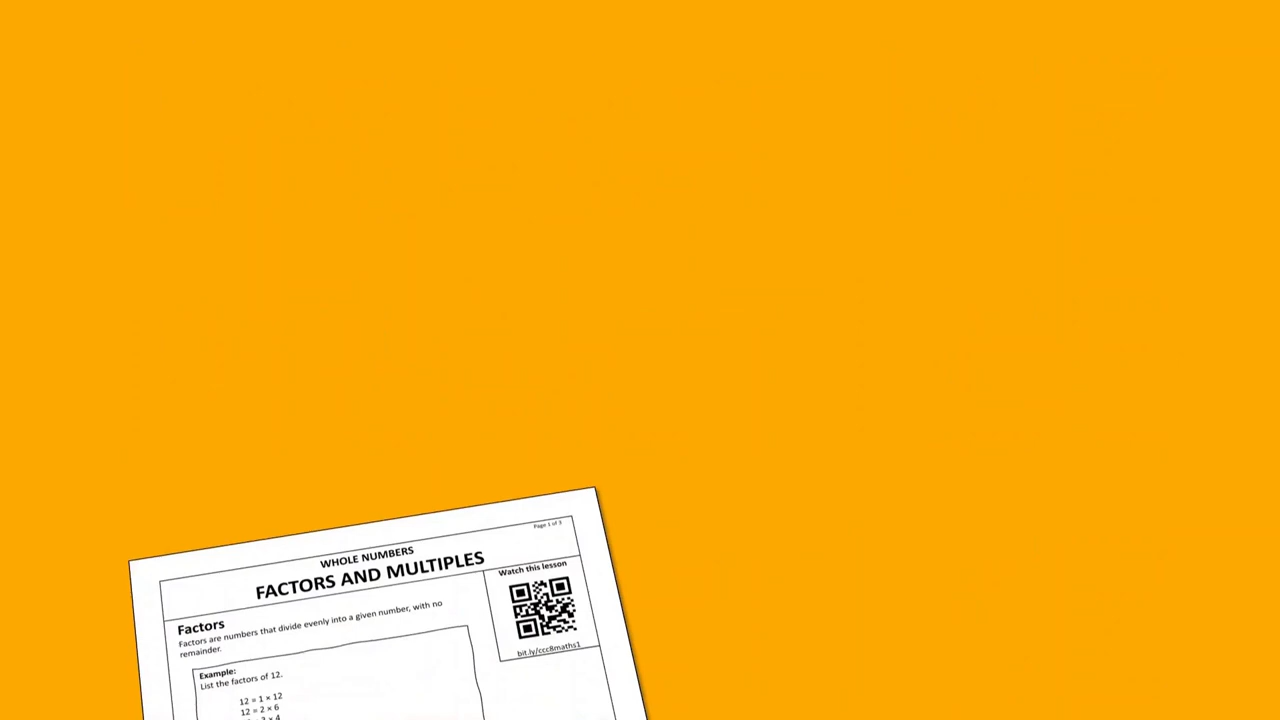 Page 1 of 3
WHOLE NUMBERS
FACTORS AND MULTIPLES
Watch this lesson
bit.ly/ccc8maths1
Factors
Factors are numbers that divide evenly into a given number, with no
remainder.
Example:
List the factors of 12.
12 = 1 × 12
12 = 2 × 6
× 4